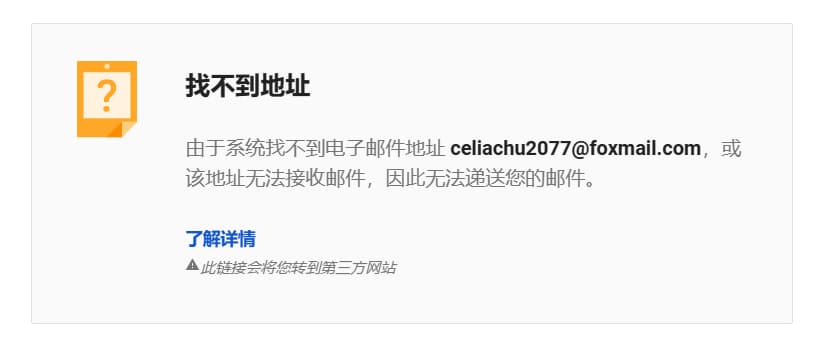 找不到地址
由于系统找不到电子邮件地址 celiachu2077@foxmail.com，或
该地址无法接收邮件，因此无法递送您的邮件。
了解详情
此链接会将您转到第三方网站